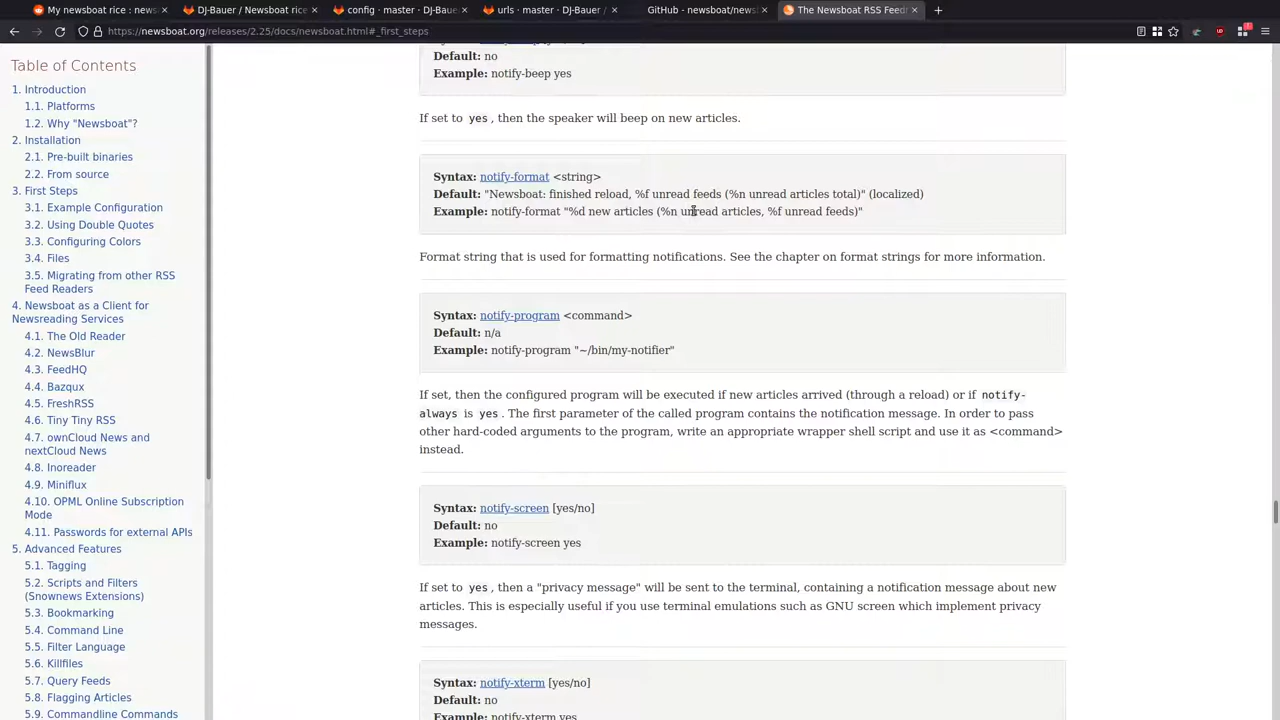 My newsboat rice : news
DJ-Bauer / Newsboat rice
config · master · DJ-Baue
urls · master · DJ-Bauer /
GitHub - newsboat/newsb
The Newsboat RSS Feedr
https://newsboat.org/releases/2.25/docs/newsboat.html#_first_steps
Table of Contents
1. Introduction
1.1. Platforms
1.2. Why "Newsboat"?
2. Installation
2.1. Pre-built binaries
2.2. From source
3. First Steps
3.1. Example Configuration
3.2. Using Double Quotes
3.3. Configuring Colors
3.4. Files
3.5. Migrating from other RSS
Feed Readers
4. Newsboat as a Client for
Newsreading Services
4.1. The Old Reader
4.2. NewsBlur
4.3. FeedHQ
4.4. Bazqux
4.5. FreshRSS
4.6. Tiny Tiny RSS
4.7. ownCloud News and
nextCloud News
4.8. Inoreader
4.9. Miniflux
4.10. OPML Online Subscription
Mode
4.11. Passwords for external APIs
5. Advanced Features
5.1. Tagging
5.2. Scripts and Filters
(Snownews Extensions)
5.3. Bookmarking
5.4. Command Line
5.5. Filter Language
5.6. Killfiles
5.7. Query Feeds
5.8. Flagging Articles
5.9. Commandline Commands
Default: no
Example: notify-beep yes
If set to yes, then the speaker will beep on new articles.
Syntax: notify-format <string>
Default: "Newsboat: finished reload, %f unread feeds (%n unread articles total)" (localized)
Example: notify-format "%d new articles (%n unread articles, %f unread feeds)"
Format string that is used for formatting notifications. See the chapter on format strings for more information.
Syntax: notify-program <command>
Default: n/a
Example: notify-program "~/bin/my-notifier"
If set, then the configured program will be executed if new articles arrived (through a reload) or if notify-
always is yes. The first parameter of the called program contains the notification message. In order to pass
other hard-coded arguments to the program, write an appropriate wrapper shell script and use it as <command>
instead.
Syntax: notify-screen [yes/no]
Default: no
Example: notify-screen yes
If set to yes, then a "privacy message" will be sent to the terminal, containing a notification message about new
articles. This is especially useful if you use terminal emulations such as GNU screen which implement privacy
messages.
Syntax: notify-xterm [yes/no]
Default: no
Example: notify-xterm yes